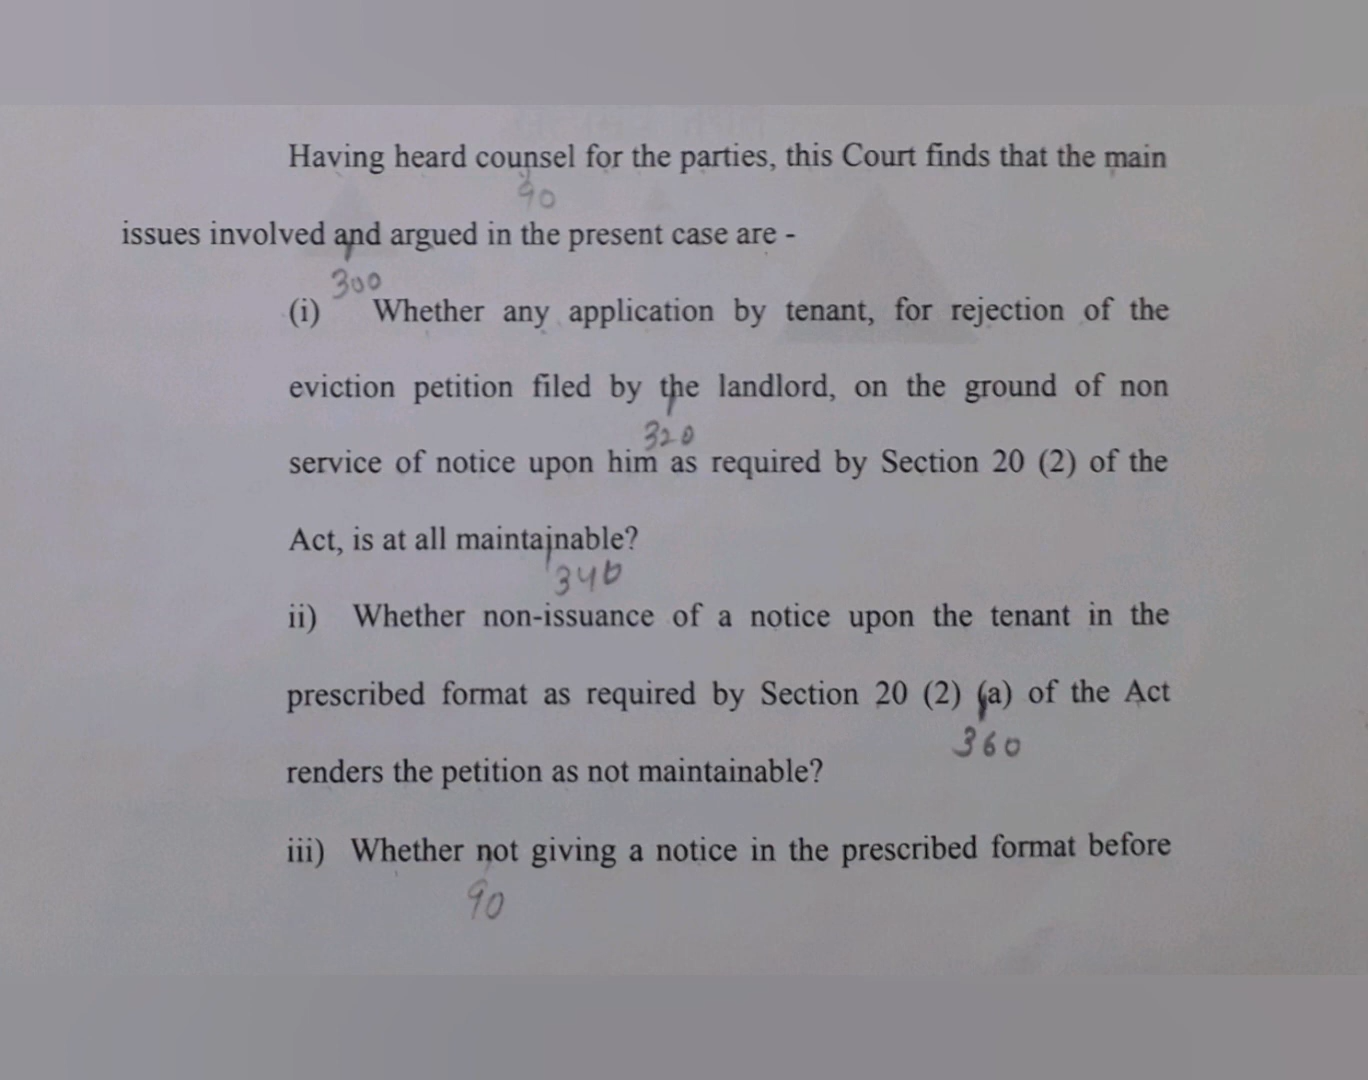 Having heard counsel for the parties, this Court finds that the main
90
issues involved and argued in the present case are -
300
(i) Whether any application by tenant, for rejection of the
eviction petition filed by the landlord, on the ground of non
320
service of notice upon him as required by Section 20 (2) of the
Act, is at all maintainable?
340
ii) Whether non-issuance of a notice upon the tenant in the
prescribed format as required by Section 20 (2) (a) of the Act
360
renders the petition as not maintainable?
iii) Whether not giving a notice in the prescribed format before
90